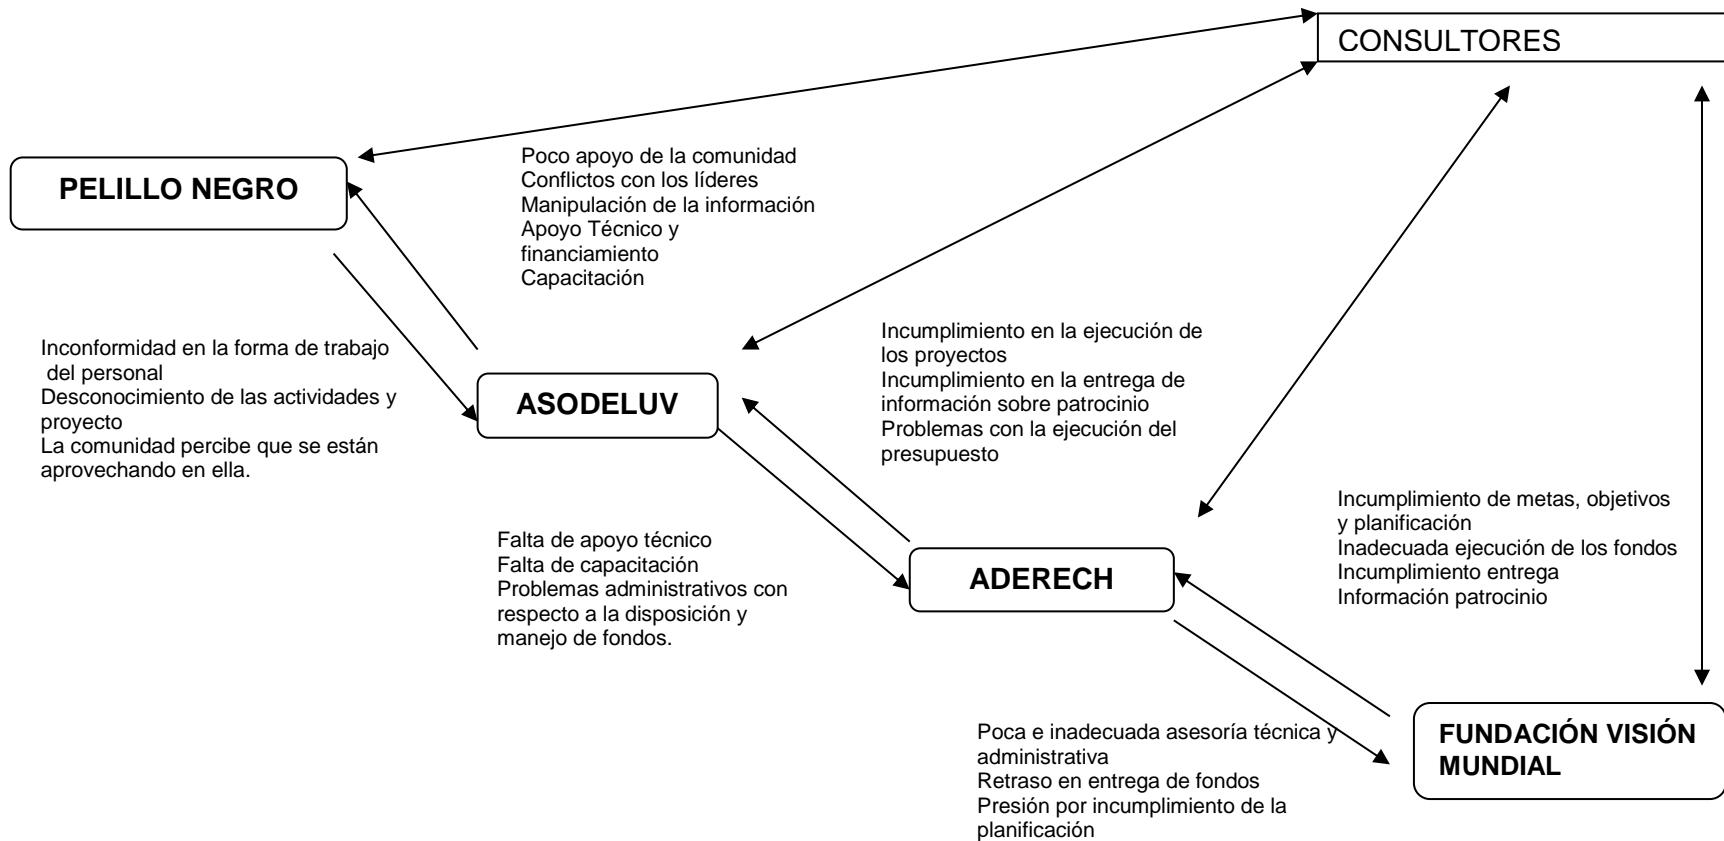 CONSULTORES
PELILLO NEGRO
Poco apoyo de la comunidad
Conflictos con los líderes
Manipulación de la información
Apoyo Técnico y
financiamiento
Capacitación
Inconformidad en la forma de trabajo
del personal
Desconocimiento de las actividades y
proyecto
La comunidad percibe que se están
aprovechando en ella.
ASODELUV
Incumplimiento en la ejecución de
los proyectos
Incumplimiento en la entrega de
información sobre patrocinio
Problemas con la ejecución del
presupuesto
Falta de apoyo técnico
Falta de capacitación
Problemas administrativos con
respecto a la disposición y
manejo de fondos.
ADERECH
Incumplimiento de metas, objetivos
y planificación
Inadecuada ejecución de los fondos
Incumplimiento entrega
Información patrocinio
Poca e inadecuada asesoría técnica y
administrativa
Retraso en entrega de fondos
Presión por incumplimiento de la
planificación
FUNDACIÓN VISIÓN
MUNDIAL